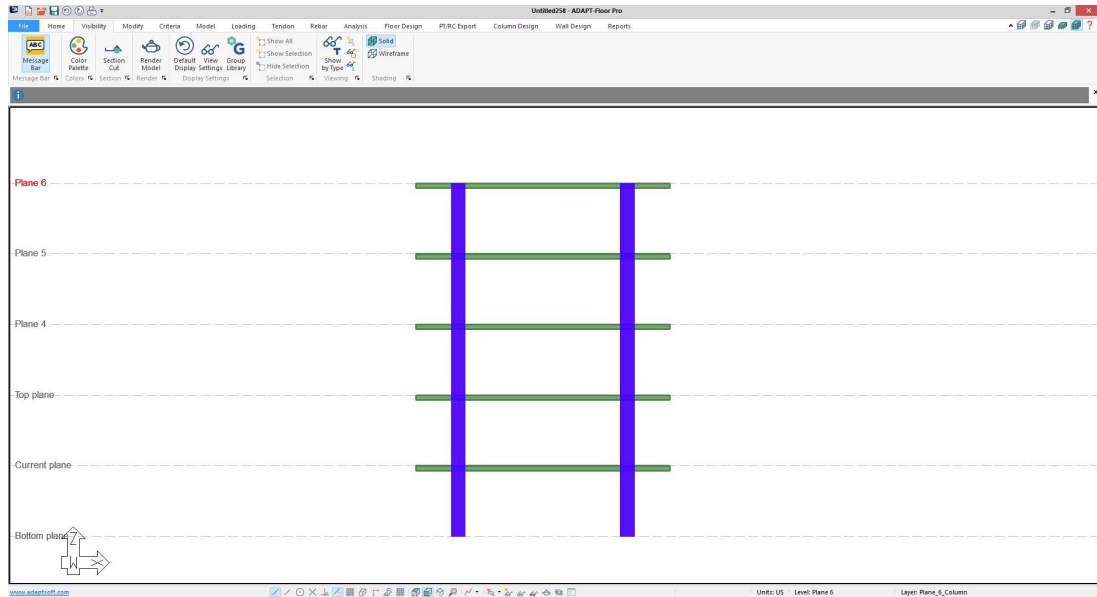 Untitled258 - ADAPT-Floor Pro
File Home Visibility Modify Criteria Model Loading Tendon Rebar Analysis Floor Design PT/RC Export Column Design Wall Design Reports
ABC
Message Bar
Color Palette
Section Cut
Render Model
Default Display
View Settings
Group Library
Show All
Show Selection
Hide Selection
Show by Type
Solid
Wireframe
Message Bar Colors Section Render Display Settings Selection Viewing Shading
Plane 6
Plane 5
Plane 4
Top plane
Current plane
Bottom plane
Z
W X
www.adaptsoft.com
Units: US Level: Plane 6 Layer: Plane_6_Column